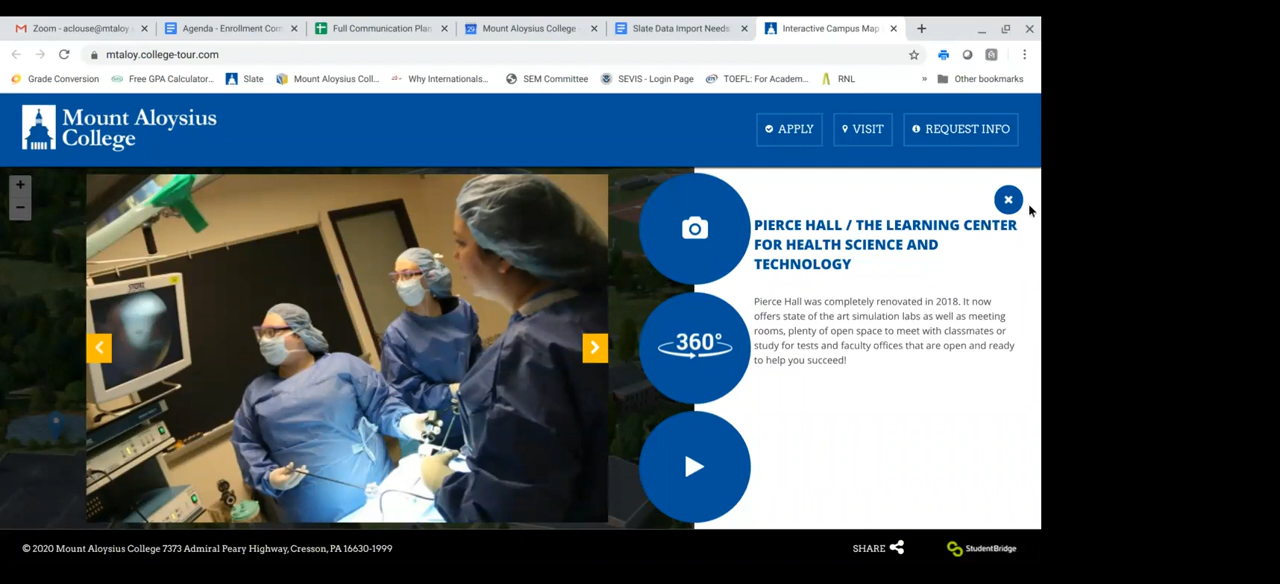 Zoom - aclouse@mtaloy
Agenda - Enrollment Com
Full Communication Plan
Mount Aloysius College -
Slate Data Import Needs
Interactive Campus Map
mtaloy.college-tour.com
Grade Conversion
Free GPA Calculator...
Slate
Mount Aloysius Coll...
Why Internationals...
SEM Committee
SEVIS - Login Page
TOEFL: For Academ...
RNL
»
Other bookmarks
Mount Aloysius
College
APPLY
VISIT
REQUEST INFO
+
−
STRYKER
360°
PIERCE HALL / THE LEARNING CENTER
FOR HEALTH SCIENCE AND
TECHNOLOGY
Pierce Hall was completely renovated in 2018. It now
offers state of the art simulation labs as well as meeting
rooms, plenty of open space to meet with classmates or
study for tests and faculty offices that are open and ready
to help you succeed!
© 2020 Mount Aloysius College 7373 Admiral Peary Highway, Cresson, PA 16630-1999
SHARE
StudentBridge